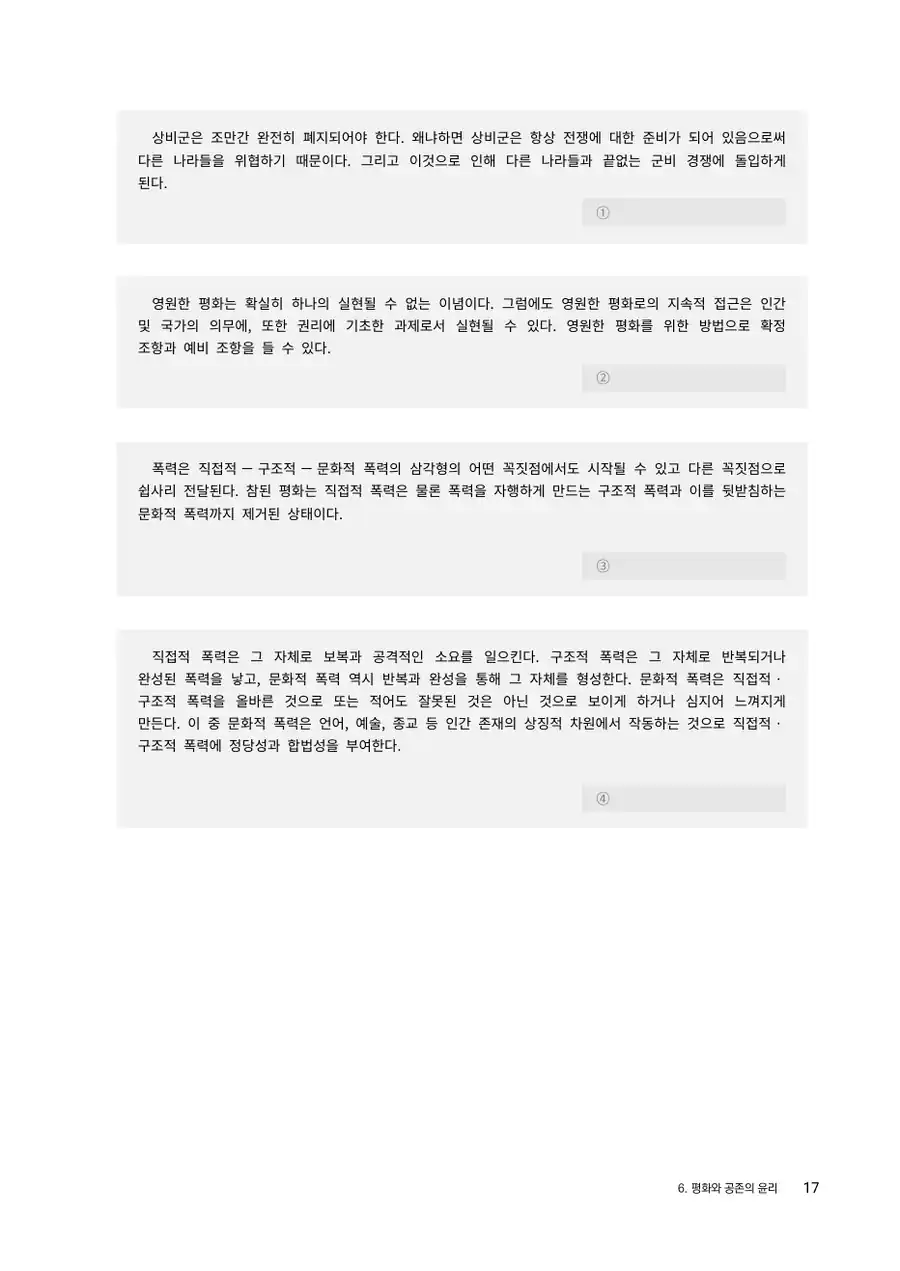 상비군은 조만간 완전히 폐지되어야 한다. 왜냐하면 상비군은 항상 전쟁에 대한 준비가 되어 있음으로써
다른 나라들을 위협하기 때문이다. 그리고 이것으로 인해 다른 나라들과 끝없는 군비 경쟁에 돌입하게
된다.
①
영원한 평화는 확실히 하나의 실현될 수 없는 이념이다. 그럼에도 영원한 평화로의 지속적 접근은 인간
및 국가의 의무에, 또한 권리에 기초한 과제로서 실현될 수 있다. 영원한 평화를 위한 방법으로 확정
조항과 예비 조항을 들 수 있다.
②
폭력은 직접적 ─ 구조적 ─ 문화적 폭력의 삼각형의 어떤 꼭짓점에서도 시작될 수 있고 다른 꼭짓점으로
쉽사리 전달된다. 참된 평화는 직접적 폭력은 물론 폭력을 자행하게 만드는 구조적 폭력과 이를 뒷받침하는
문화적 폭력까지 제거된 상태이다.
③
직접적 폭력은 그 자체로 보복과 공격적인 소요를 일으킨다. 구조적 폭력은 그 자체로 반복되거나
완성된 폭력을 낳고, 문화적 폭력 역시 반복과 완성을 통해 그 자체를 형성한다. 문화적 폭력은 직접적 ·
구조적 폭력을 올바른 것으로 또는 적어도 잘못된 것은 아닌 것으로 보이게 하거나 심지어 느껴지게
만든다. 이 중 문화적 폭력은 언어, 예술, 종교 등 인간 존재의 상징적 차원에서 작동하는 것으로 직접적 ·
구조적 폭력에 정당성과 합법성을 부여한다.
④
6. 평화와 공존의 윤리 17